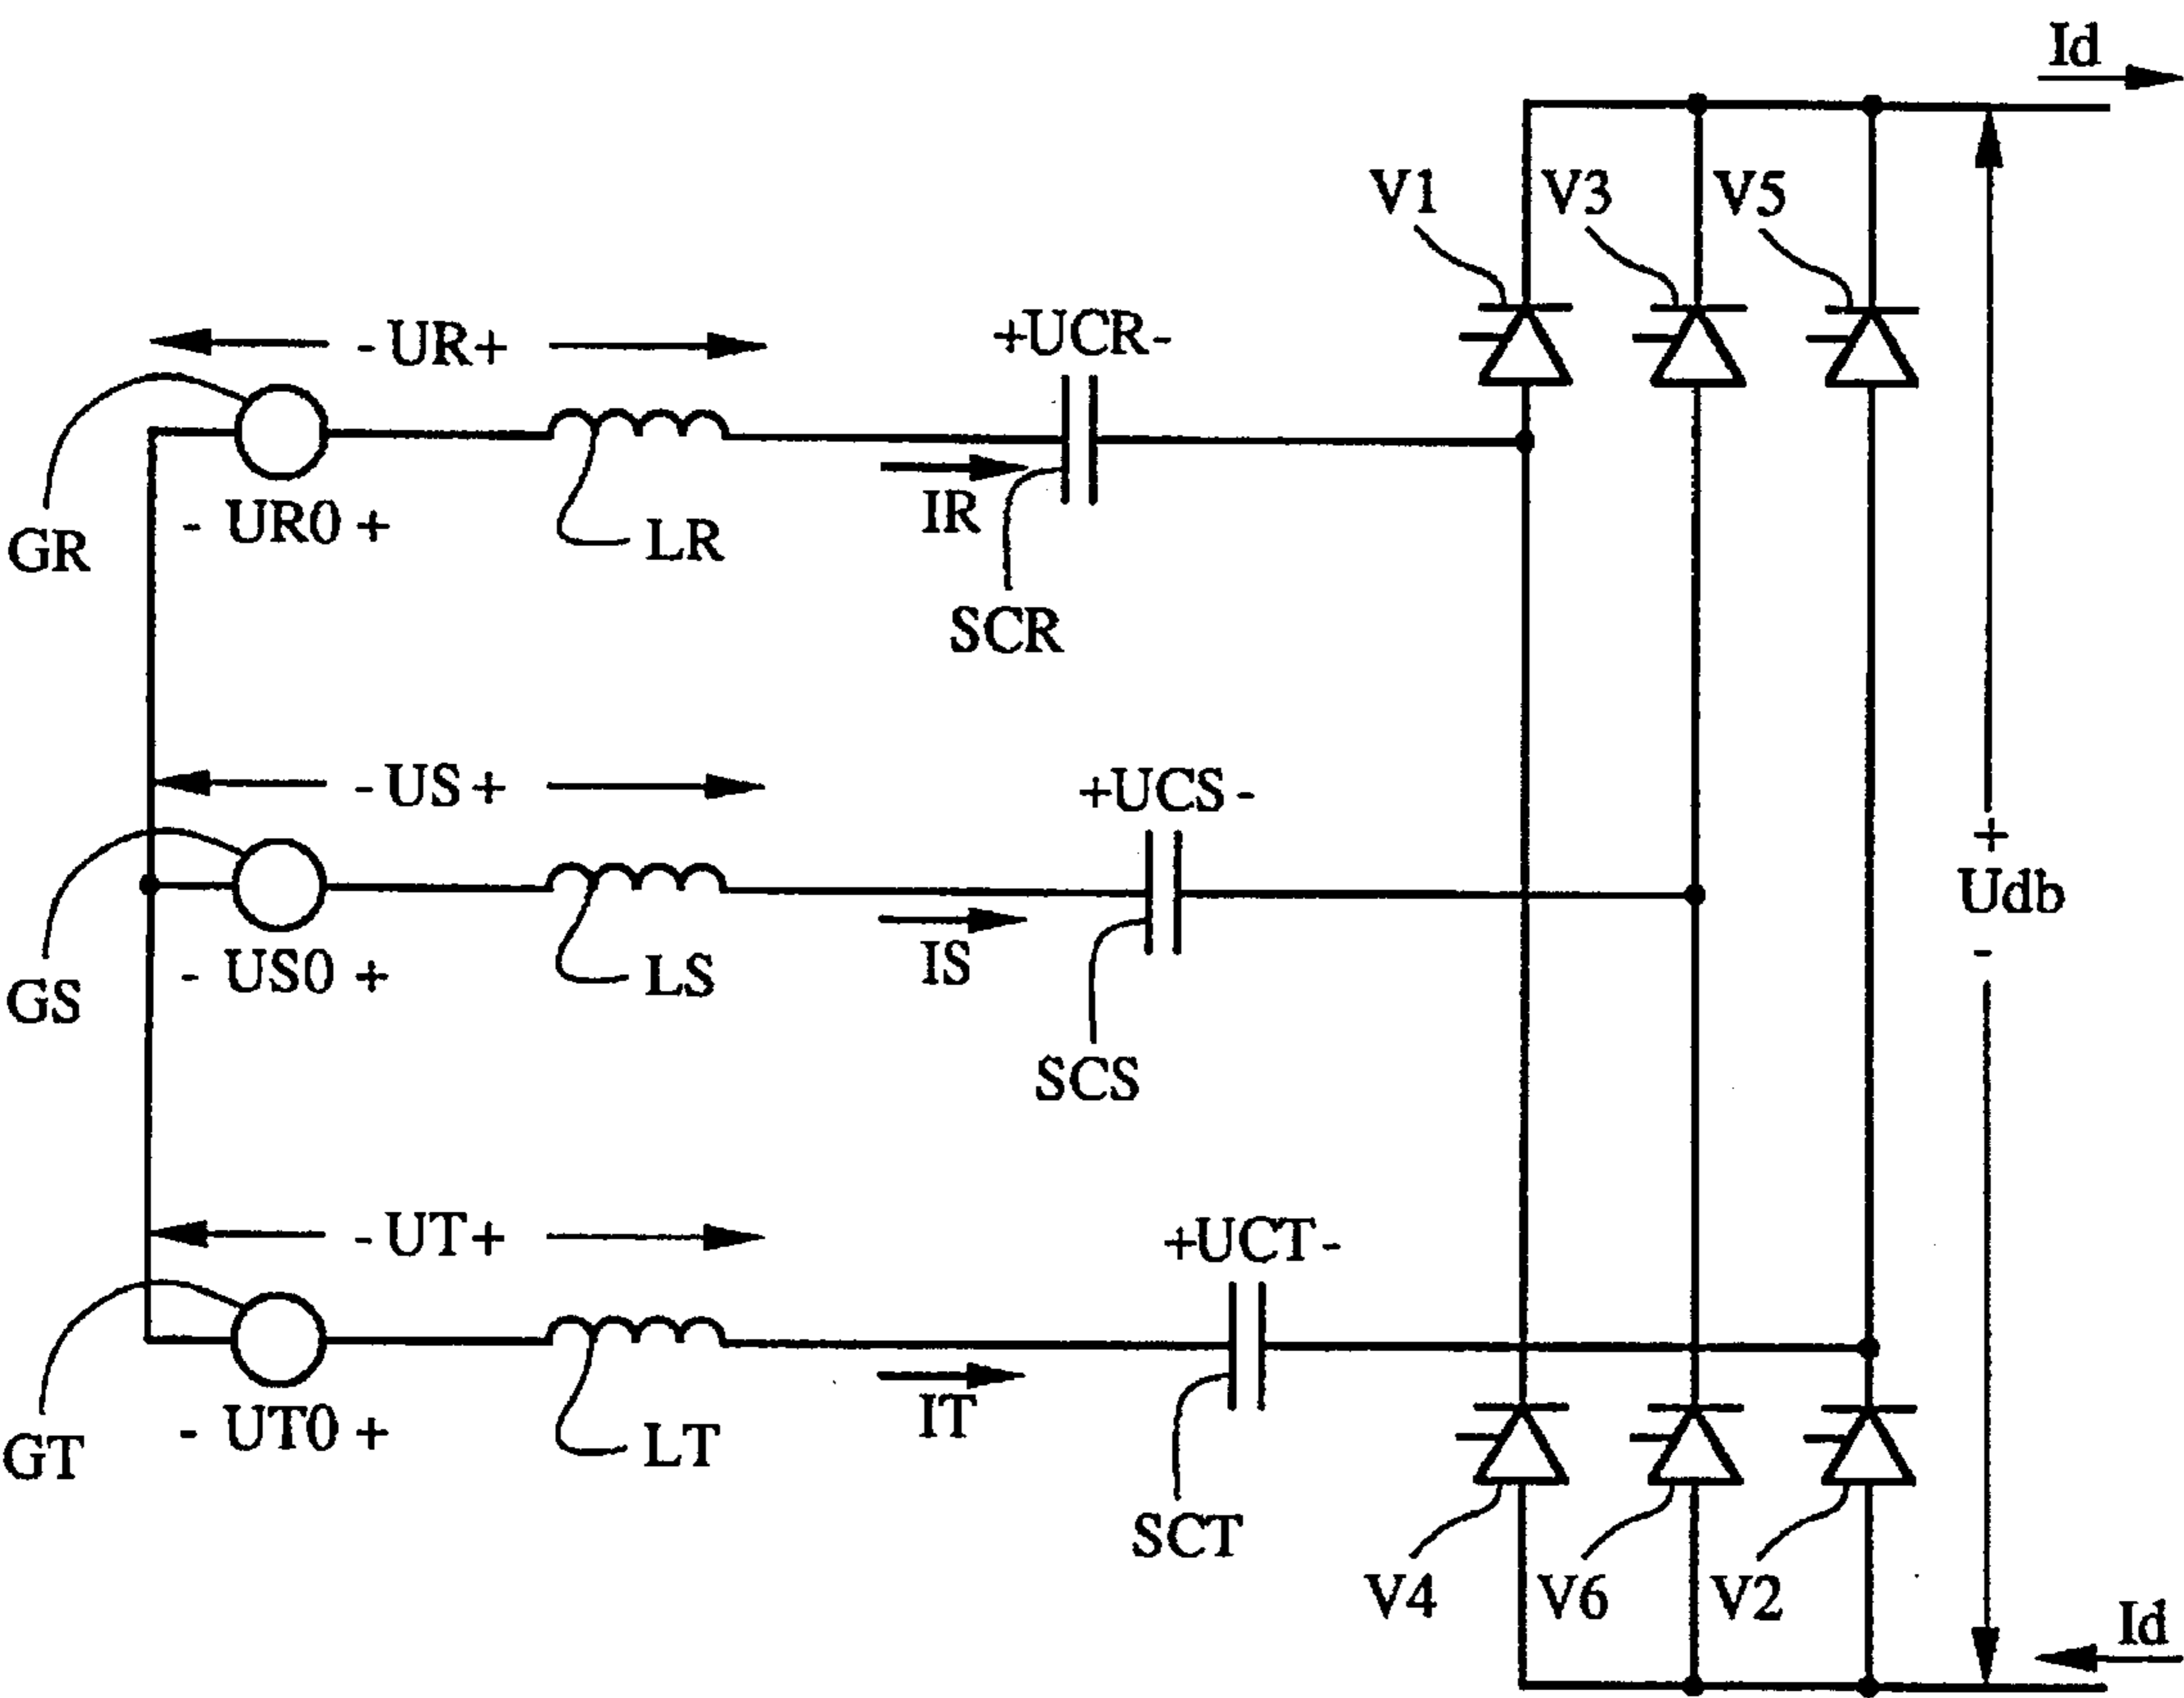 Id
V1 V3 V5
- UR +
+UCR-
GR
- UR0 +
LR
IR
SCR
- US +
+UCS -
+
Udb
-
GS
- US0 +
LS
IS
SCS
- UT +
+UCT-
GT
- UT0 +
LT
IT
SCT
V4 V6 V2
Id